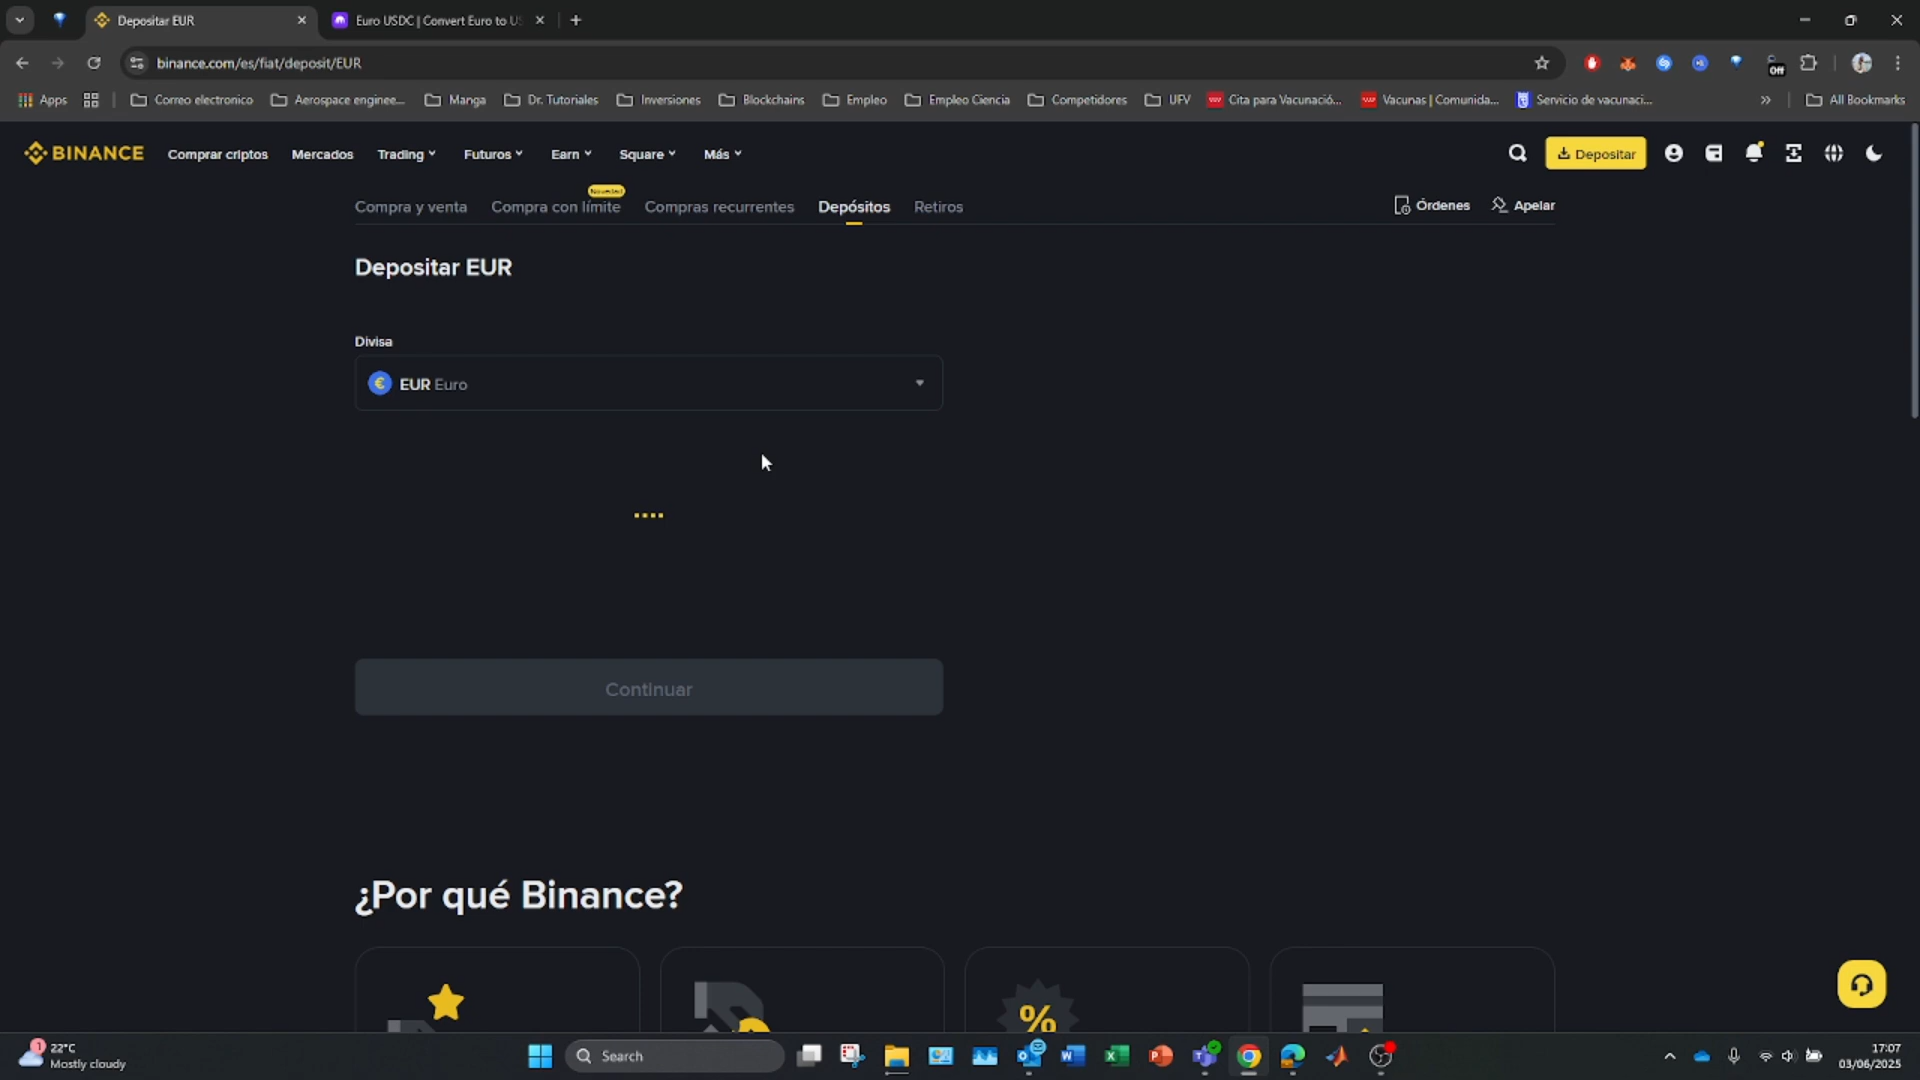 Depositar EUR
Euro USDC | Convert Euro to US
binance.com/es/fiat/deposit/EUR
Off
Apps
Correo electronico
Aerospace enginee...
Manga
Dr. Tutoriales
Inversiones
Blockchains
Empleo
Empleo Ciencia
Competidores
UFV
Cita para Vacunació...
Vacunas | Comunida...
Servicio de vacunaci...
All Bookmarks
BINANCE
Comprar criptos
Mercados
Trading
Futuros
Earn
Square
Más
Depositar
Novedad
Compra y venta
Compra con límite
Compras recurrentes
Depósitos
Retiros
Órdenes
Apelar
Depositar EUR
Divisa
EUR Euro
Continuar
¿Por qué Binance?
%
1
22°C
Mostly cloudy
Search
17:07
03/06/2025